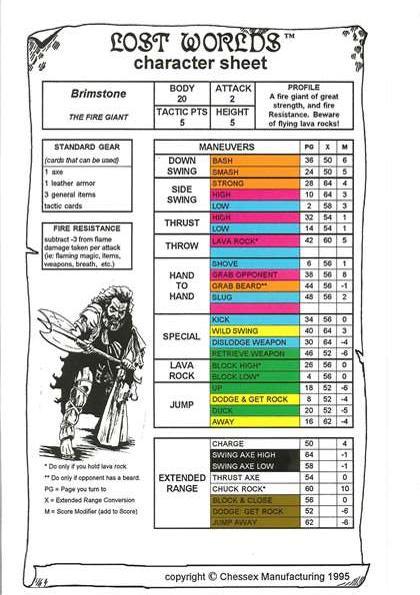 LOST WORLDS™
character sheet
Brimstone
THE FIRE GIANT
BODY ATTACK
20 2
TACTIC PTS HEIGHT
5 5
PROFILE
A fire giant of great
strength, and fire
Resistance. Beware
of flying lava rocks!
STANDARD GEAR
(cards that can be used)
1 axe
1 leather armor
3 general items
tactic cards
FIRE RESISTANCE
subtract -3 from flame
damage taken per attack
(ie: flaming magic, items,
weapons, breath, etc.)
* Do only if you hold lava rock.
** Do only if opponent has a beard.
PG = Page you turn to
X = Extended Range Conversion
M = Score Modifier (add to Score)
MANEUVERS PG X M
DOWN SWING
BASH 36 50 6
SMASH 24 50 5
SIDE SWING
STRONG 28 64 4
HIGH 10 64 3
LOW 2 58 3
THRUST
HIGH 32 54 1
LOW 14 54 1
THROW
LAVA ROCK* 42 60 5
HAND TO HAND
SHOVE 6 56 1
GRAB OPPONENT 38 56 8
GRAB BEARD** 44 56 -1
SLUG 48 56 2
SPECIAL
KICK 34 56 0
WILD SWING 40 64 3
DISLODGE WEAPON 30 64 -4
RETRIEVE WEAPON 46 52 -6
LAVA ROCK
BLOCK HIGH* 26 56 0
BLOCK LOW* 4 56 0
JUMP
UP 18 52 -6
DODGE & GET ROCK 8 52 -4
DUCK 20 52 -5
AWAY 16 62 -4
EXTENDED RANGE
CHARGE 50 4
SWING AXE HIGH 64 -1
SWING AXE LOW 58 -1
THRUST AXE 54 0
CHUCK ROCK* 60 10
BLOCK & CLOSE 56 0
DODGE: GET ROCK 52 -6
JUMP AWAY 62 -6
copyright © Chessex Manufacturing 1995